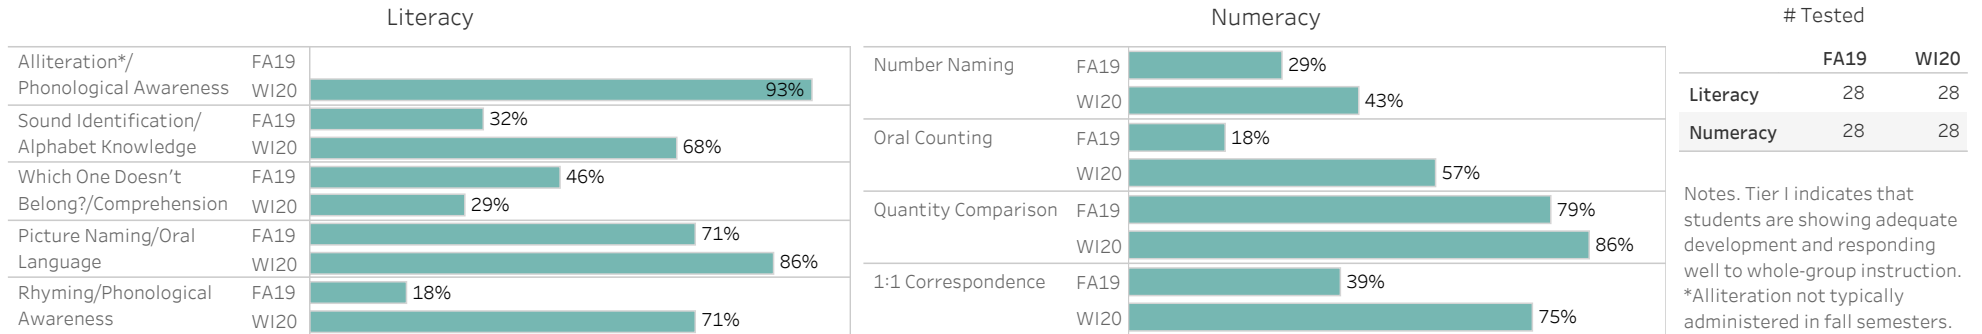 Literacy
Alliteration*/
Phonological Awareness
FA19
WI20
93%
Sound Identification/
Alphabet Knowledge
FA19
32%
WI20
68%
Which One Doesn't
Belong?/Comprehension
FA19
46%
WI20
29%
Picture Naming/Oral
Language
FA19
71%
WI20
86%
Rhyming/Phonological
Awareness
FA19
18%
WI20
71%
Numeracy
Number Naming
FA19
29%
WI20
43%
Oral Counting
FA19
18%
WI20
57%
Quantity Comparison
FA19
79%
WI20
86%
1:1 Correspondence
FA19
39%
WI20
75%
# Tested
FA19 WI20
Literacy 28 28
Numeracy 28 28
Notes. Tier I indicates that
students are showing adequate
development and responding
well to whole-group instruction.
*Alliteration not typically
administered in fall semesters.